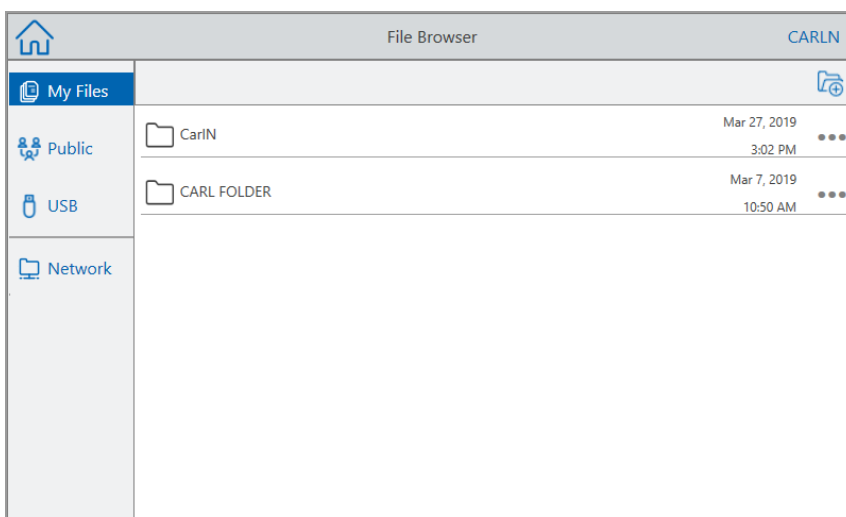 File Browser
CARLN
My Files
Public
USB
Network
CarlN
Mar 27, 2019
3:02 PM
CARL FOLDER
Mar 7, 2019
10:50 AM